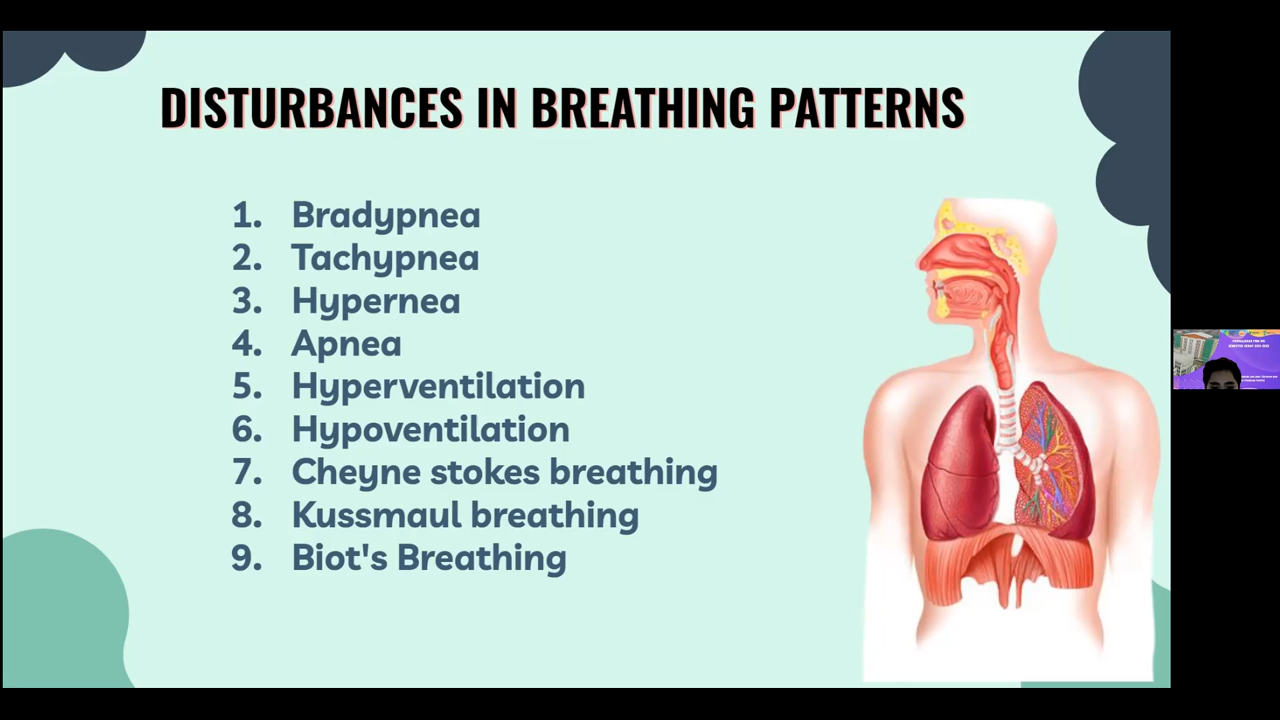 DISTURBANCES IN BREATHING PATTERNS
1. Bradypnea
2. Tachypnea
3. Hypernea
4. Apnea
5. Hyperventilation
6. Hypoventilation
7. Cheyne stokes breathing
8. Kussmaul breathing
9. Biot's Breathing